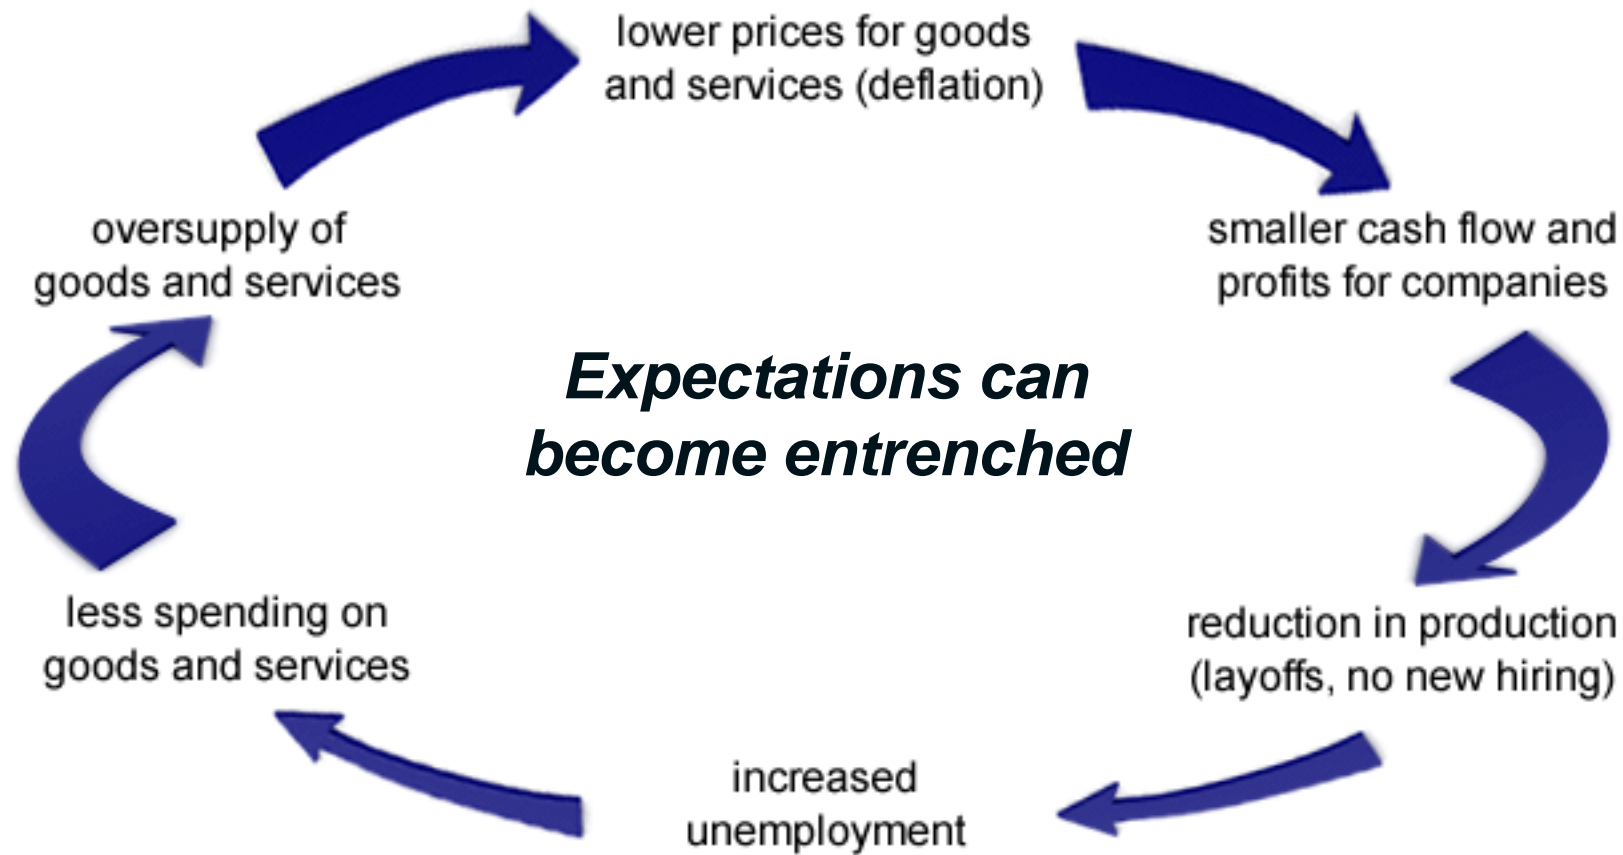 lower prices for goods
and services (deflation)
smaller cash flow and
profits for companies
reduction in production
(layoffs, no new hiring)
increased
unemployment
less spending on
goods and services
oversupply of
goods and services
Expectations can
become entrenched